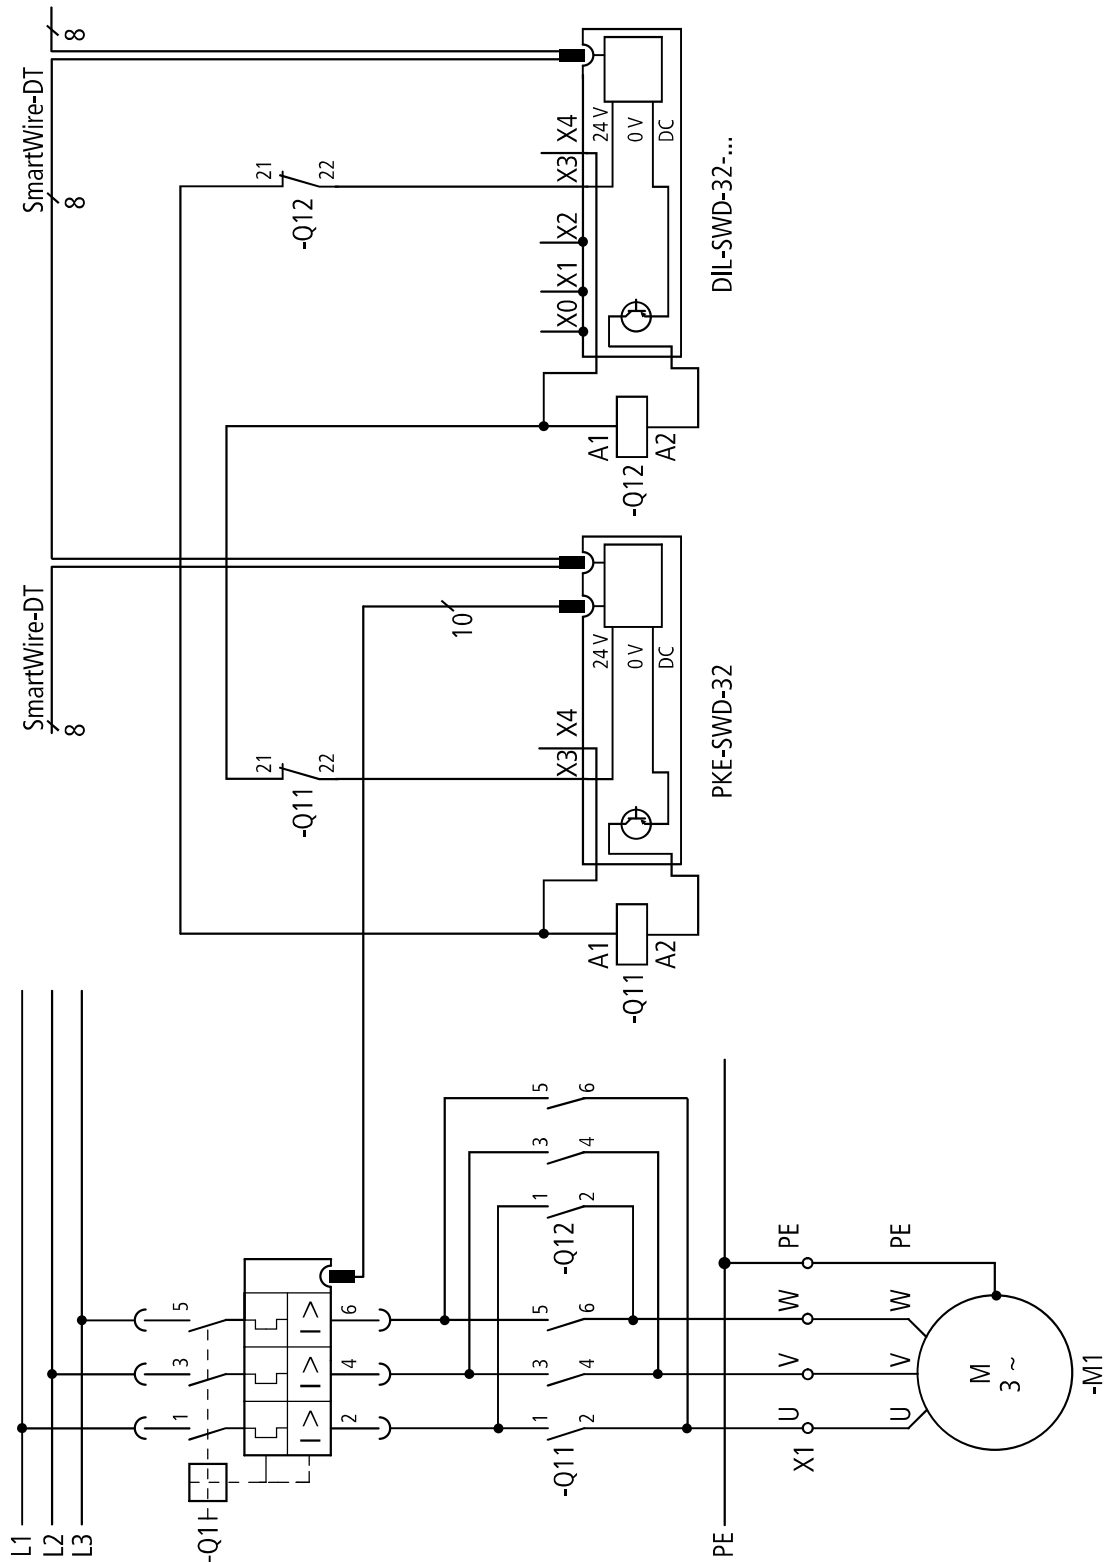 L1
SmartWire-DT
SmartWire-DT
L2
8
8
8
L3
1 3 5
-Q1
21
21
-Q11
-Q12
22
22
I> I> I>
2 4 6
10
1 3 5
1 3 5
-Q11
-Q12
2 4 6
2 4 6
X3 X4
X0 X1 X2 X3 X4
A1
24 V
A1
24 V
-Q11
0 V
-Q12
0 V
A2
DC
A2
DC
PE
PKE-SWD-32
DIL-SWD-32-...
X1
U V W PE
U V W PE
M
3 ~
-M1